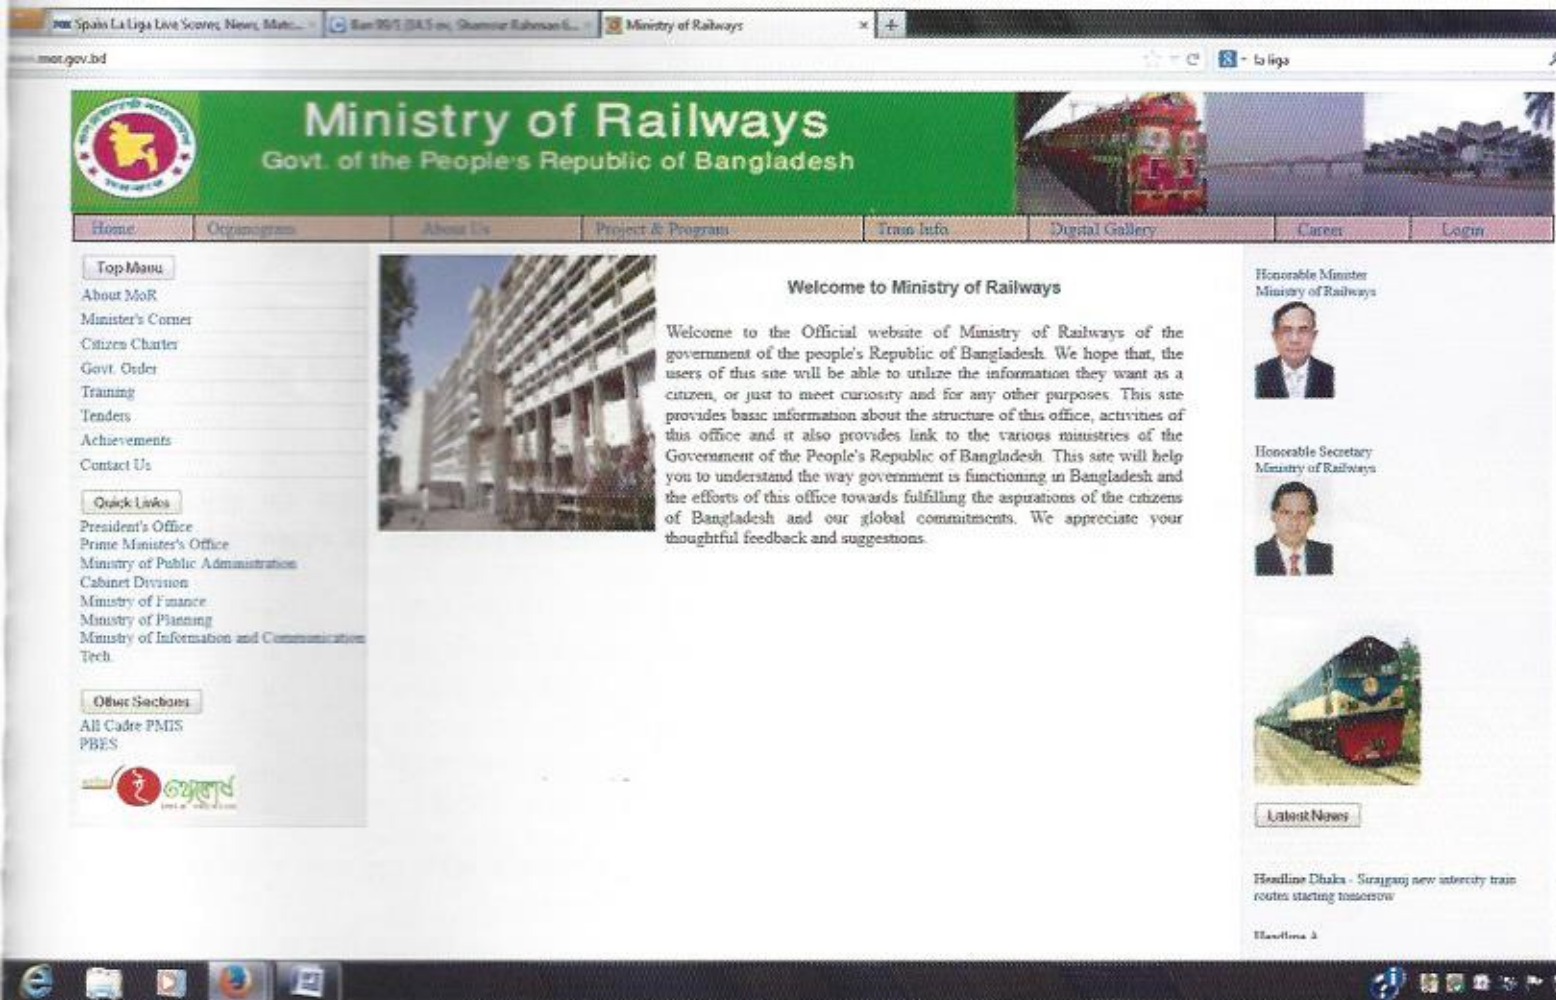 Spain La Liga Live Scores, News, Matc...
Ministry of Railways
mor.gov.bd
la liga
Ministry of Railways
Govt. of the People's Republic of Bangladesh
Home
Organogram
About Us
Project & Program
Train Info
Digital Gallery
Career
Login
Top Menu
About MoR
Minister's Corner
Citizen Charter
Govt. Order
Training
Tenders
Achievements
Contact Us
Quick Links
President's Office
Prime Minister's Office
Ministry of Public Administration
Cabinet Division
Ministry of Finance
Ministry of Planning
Ministry of Information and Communication
Tech.
Other Sections
All Cadre PMIS
PBES
Welcome to Ministry of Railways
Welcome to the Official website of Ministry of Railways of the
government of the people's Republic of Bangladesh. We hope that, the
users of this site will be able to utilize the information they want as a
citizen, or just to meet curiosity and for any other purposes. This site
provides basic information about the structure of this office, activities of
this office and it also provides link to the various ministries of the
Government of the People's Republic of Bangladesh. This site will help
you to understand the way government is functioning in Bangladesh and
the efforts of this office towards fulfilling the aspirations of the citizens
of Bangladesh and our global commitments. We appreciate your
thoughtful feedback and suggestions.
Honorable Minister
Ministry of Railways
Honorable Secretary
Ministry of Railways
Latest News
Headline Dhaka - Sirajganj new intercity train
routes starting tomorrow